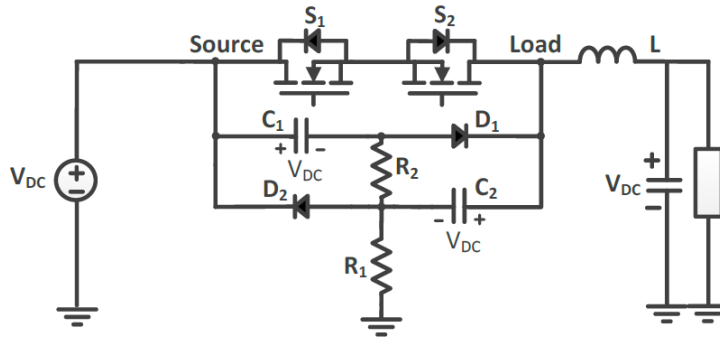 S1 S2
Source Load L
C1 D1
+ - VDC
+ - VDC R2 + - VDC
D2 C2
- + VDC
R1